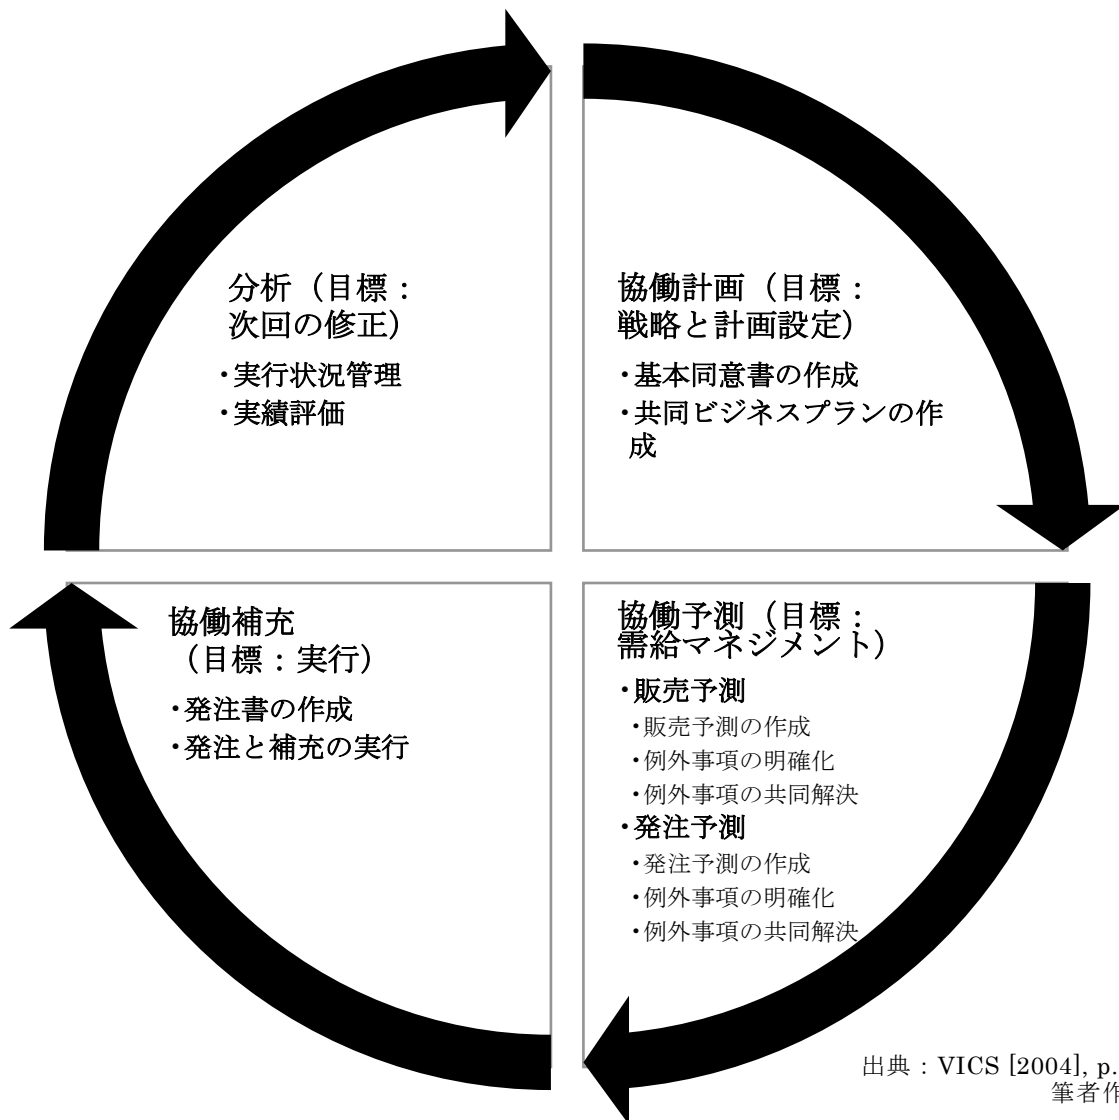 分析（目標：
次回の修正）
・実行状況管理
・実績評価
協働計画（目標：
戦略と計画設定）
・基本同意書の作成
・共同ビジネスプランの作
成
協働補充
（目標：実行）
・発注書の作成
・発注と補充の実行
協働予測（目標：
需給マネジメント）
・販売予測
・販売予測の作成
・例外事項の明確化
・例外事項の共同解決
・発注予測
・発注予測の作成
・例外事項の明確化
・例外事項の共同解決
出典：VICS [2004], p.
筆者作